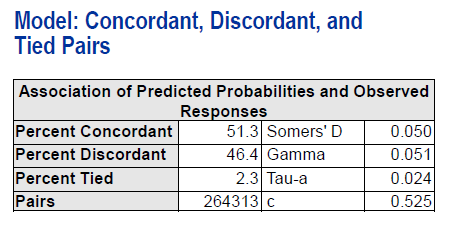 Model: Concordant, Discordant, and
Tied Pairs
Association of Predicted Probabilities and Observed
Responses
Percent Concordant 51.3 Somers' D 0.050
Percent Discordant 46.4 Gamma 0.051
Percent Tied 2.3 Tau-a 0.024
Pairs 264313 c 0.525